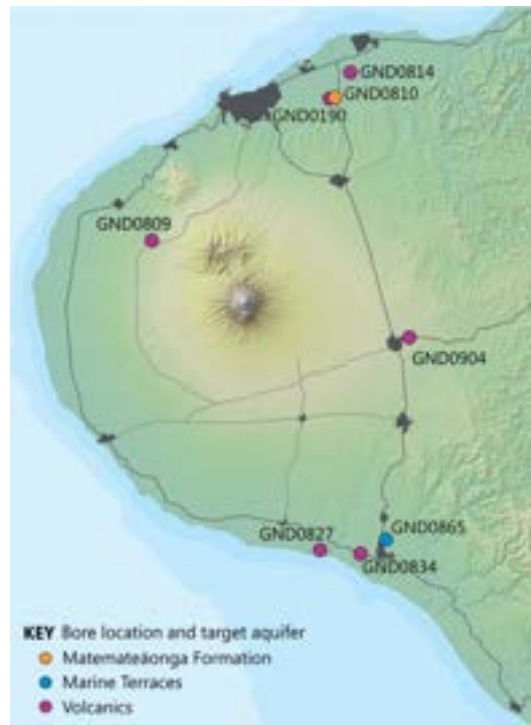 GND0814
GND0810
GND0190
GND0809
GND0904
GND0865
GND0827
GND0834
KEY Bore location and target aquifer
Matemateāonga Formation
Marine Terraces
Volcanics